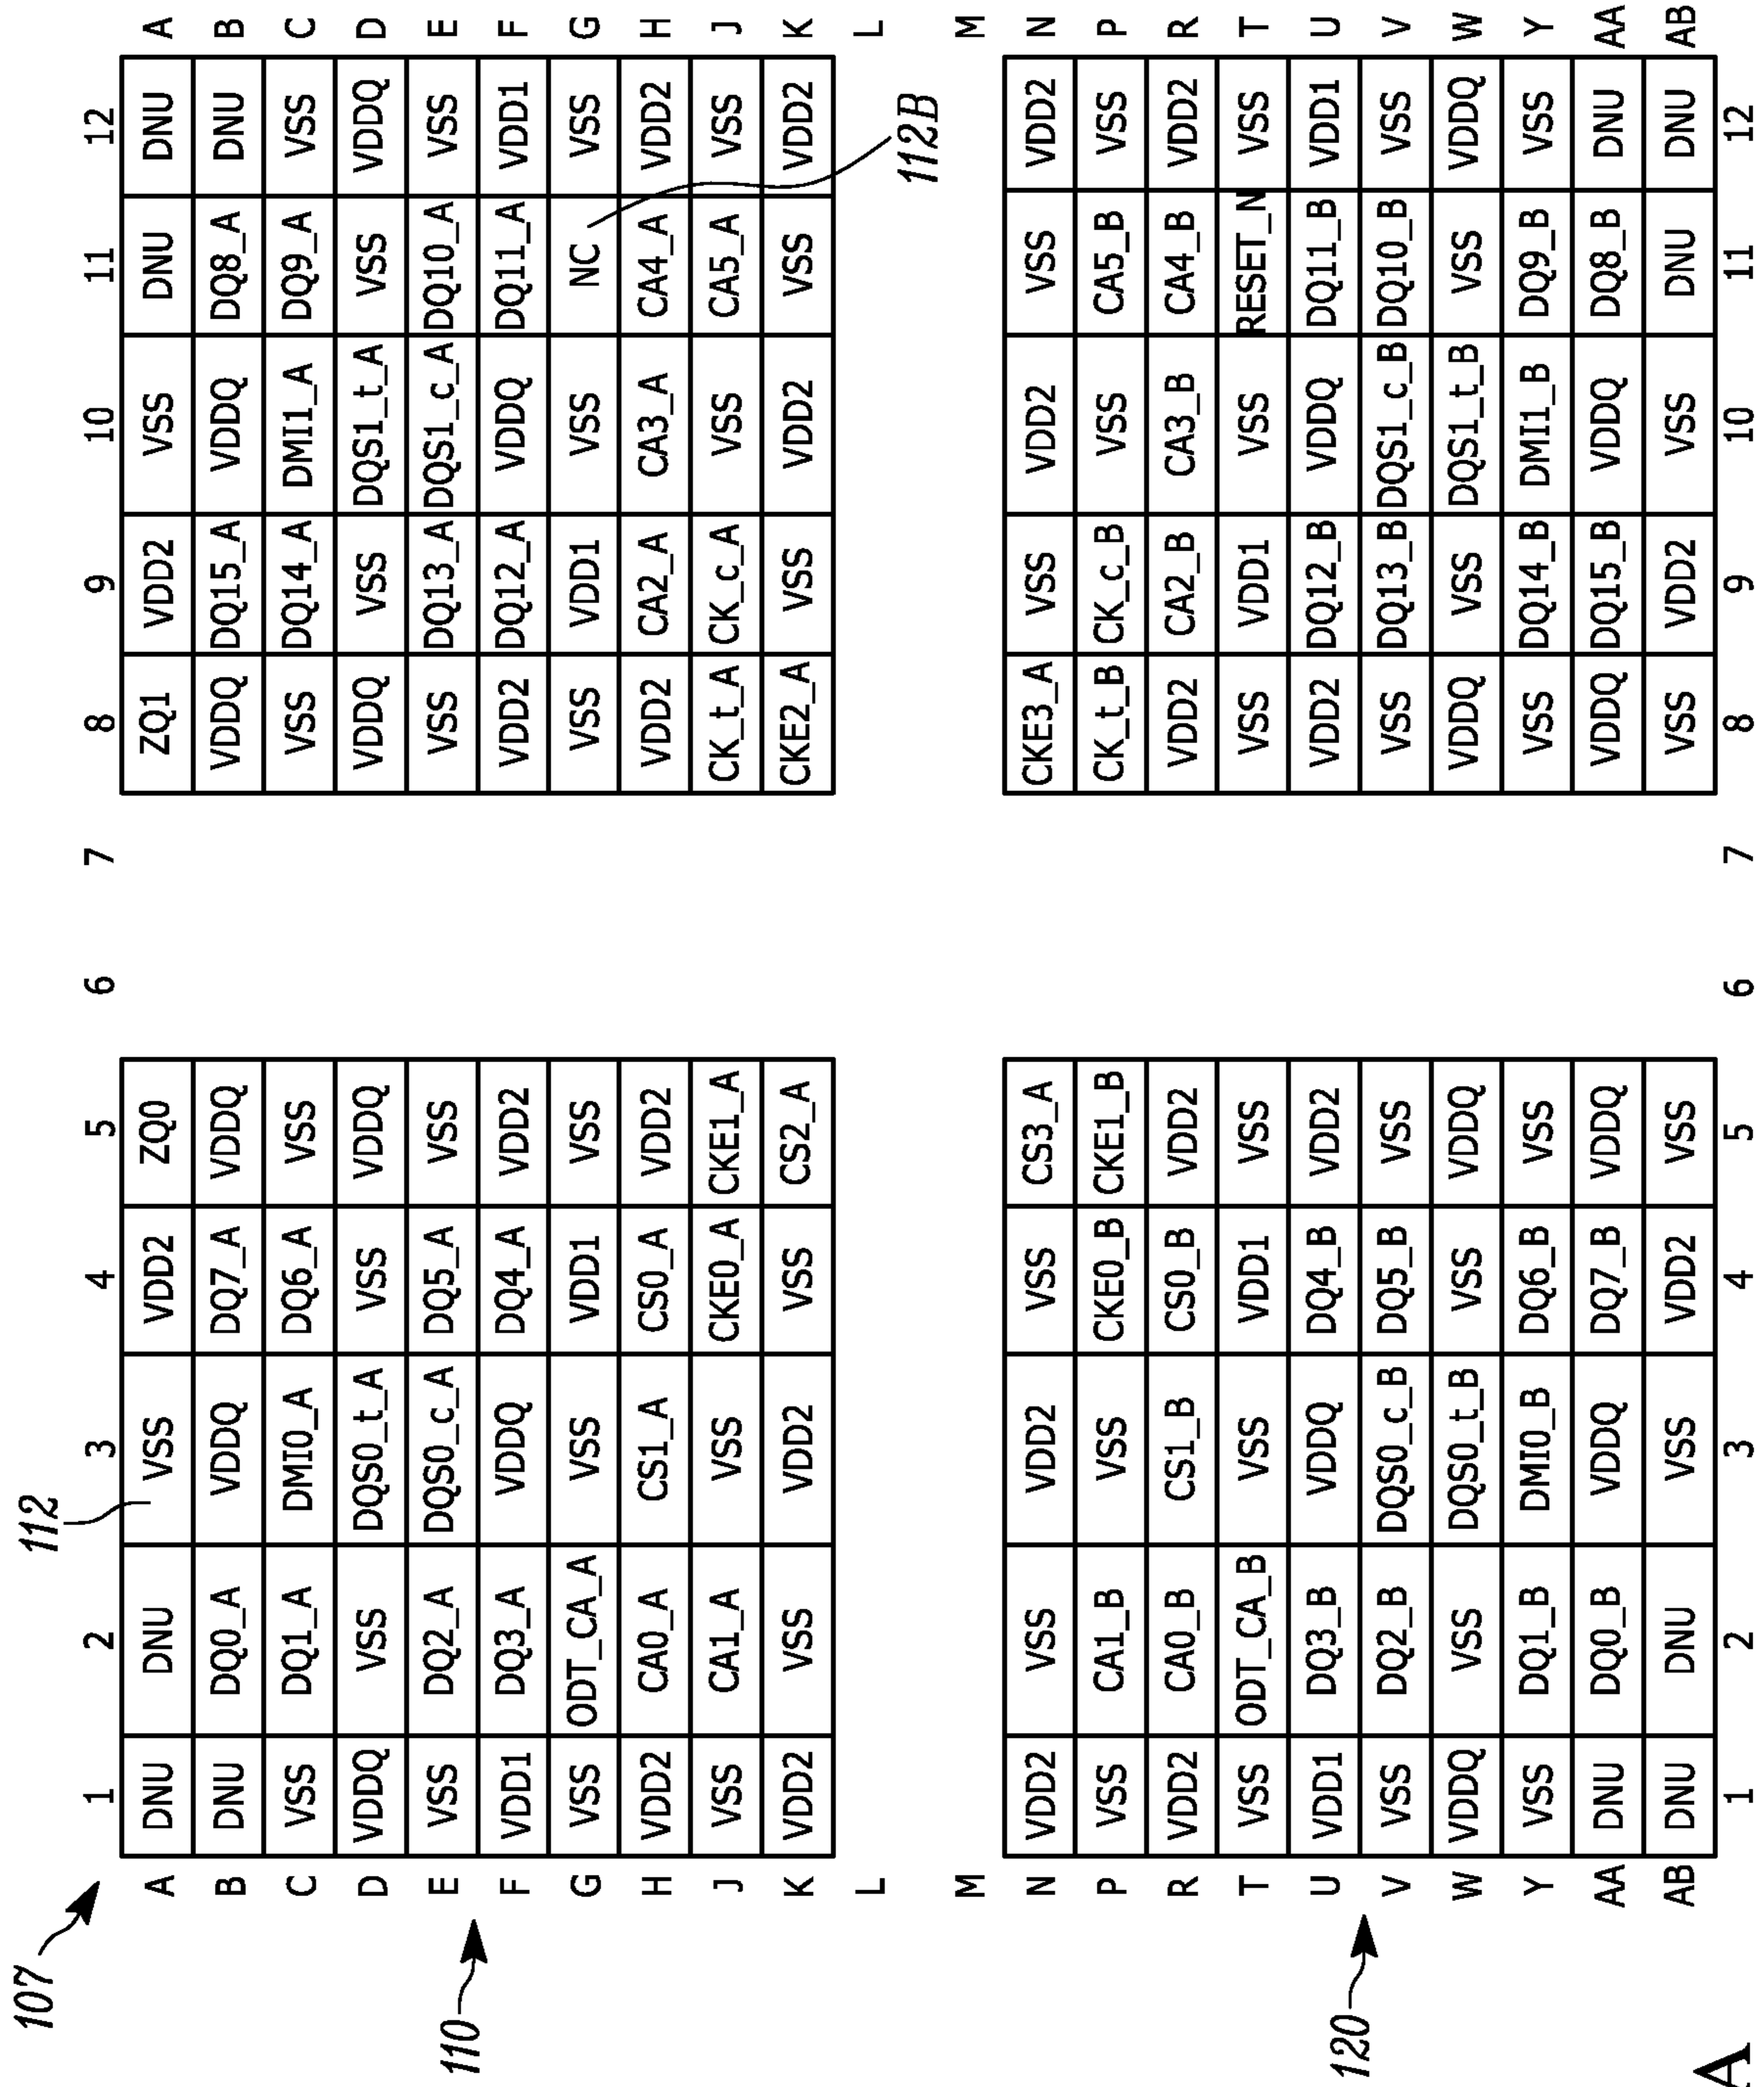 107
112
1 2 3 4 5 6 7 8 9 10 11 12
A DNU DNU VSS VDD2 ZQ0 ZQ1 VDD2 VSS DNU DNU A
B DNU DQ0_A VDDQ DQ7_A VDDQ VDDQ DQ15_A VDDQ DQ8_A DNU B
C VSS DQ1_A DMI0_A DQ6_A VSS VSS DQ14_A DMI1_A DQ9_A VSS C
D VDDQ VSS DQS0_t_A VSS VDDQ VDDQ VSS DQS1_t_A VSS VDDQ D
E VSS DQ2_A DQS0_c_A DQ5_A VSS VSS DQ13_A DQS1_c_A DQ10_A VSS E
110
F VDD1 DQ3_A VDDQ DQ4_A VDD2 VDD2 DQ12_A VDDQ DQ11_A VDD1 F
G VSS ODT_CA_A VSS VDD1 VSS VSS VDD1 VSS NC VSS G
H VDD2 CA0_A CS1_A CS0_A VDD2 VDD2 CA2_A CA3_A CA4_A VDD2 H
J VSS CA1_A VSS CKE0_A CKE1_A CK_t_A CK_c_A VSS CA5_A VSS J
K VDD2 VSS VDD2 VSS CS2_A CKE2_A VSS VDD2 VSS VDD2 K
L L
112B
M M
N VDD2 VSS VDD2 VSS CS3_A CKE3_A VSS VDD2 VSS VDD2 N
P VSS CA1_B VSS CKE0_B CKE1_B CK_t_B CK_c_B VSS CA5_B VSS P
R VDD2 CA0_B CS1_B CS0_B VDD2 VDD2 CA2_B CA3_B CA4_B VDD2 R
T VSS ODT_CA_B VSS VDD1 VSS VSS VDD1 VSS RESET_N VSS T
U VDD1 DQ3_B VDDQ DQ4_B VDD2 VDD2 DQ12_B VDDQ DQ11_B VDD1 U
120
V VSS DQ2_B DQS0_c_B DQ5_B VSS VSS DQ13_B DQS1_c_B DQ10_B VSS V
W VDDQ VSS DQS0_t_B VSS VDDQ VDDQ VSS DQS1_t_B VSS VDDQ W
Y VSS DQ1_B DMI0_B DQ6_B VSS VSS DQ14_B DMI1_B DQ9_B VSS Y
AA DNU DQ0_B VDDQ DQ7_B VDDQ VDDQ DQ15_B VDDQ DQ8_B DNU AA
AB DNU DNU VSS VDD2 VSS VSS VDD2 VSS DNU DNU AB
1 2 3 4 5 6 7 8 9 10 11 12
A